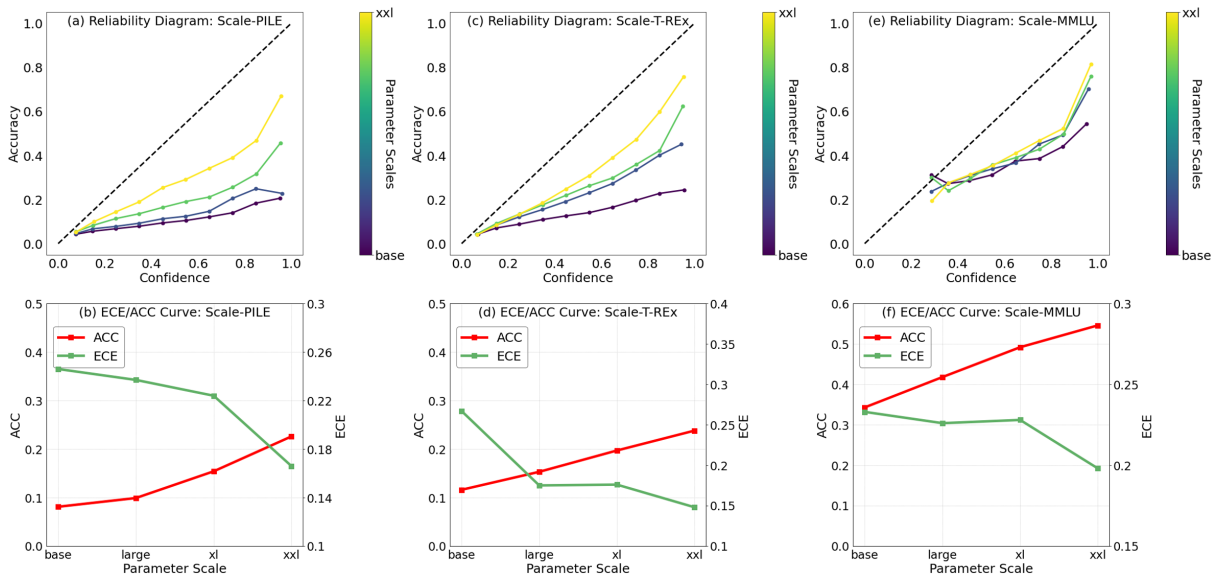 (a) Reliability Diagram: Scale-PILE
1.0
0.8
0.6
0.4
0.2
0.0
Accuracy
0.0 0.2 0.4 0.6 0.8 1.0
Confidence
xxl
Parameter Scales
base
(c) Reliability Diagram: Scale-T-REx
1.0
0.8
0.6
0.4
0.2
0.0
Accuracy
0.0 0.2 0.4 0.6 0.8 1.0
Confidence
xxl
Parameter Scales
base
(e) Reliability Diagram: Scale-MMLU
1.0
0.8
0.6
0.4
0.2
0.0
Accuracy
0.0 0.2 0.4 0.6 0.8 1.0
Confidence
xxl
Parameter Scales
base
(b) ECE/ACC Curve: Scale-PILE
ACC
ECE
0.5
0.4
0.3
0.2
0.1
0.0
ACC
0.3
0.26
0.22
0.18
0.14
0.1
ECE
base large xl xxl
Parameter Scale
(d) ECE/ACC Curve: Scale-T-REx
ACC
ECE
0.5
0.4
0.3
0.2
0.1
0.0
ACC
0.4
0.35
0.3
0.25
0.2
0.15
0.1
ECE
base large xl xxl
Parameter Scale
(f) ECE/ACC Curve: Scale-MMLU
ACC
ECE
0.6
0.5
0.4
0.3
0.2
0.1
0.0
ACC
0.3
0.25
0.2
0.15
ECE
base large xl xxl
Parameter Scale